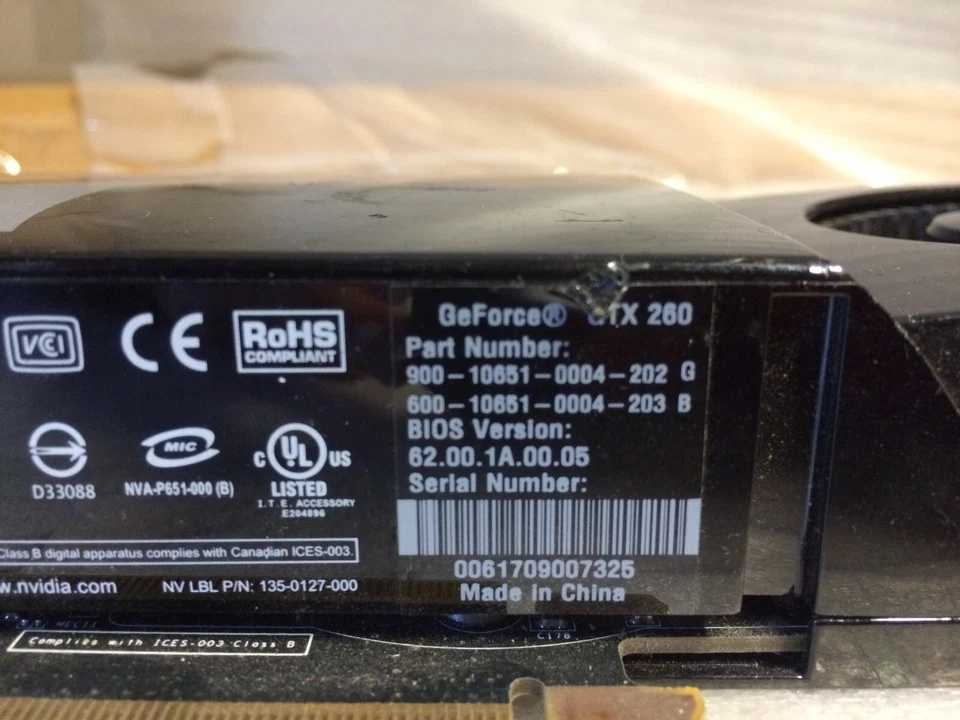 VCCI
CE
RoHS
COMPLIANT
D33088
MIC
NVA-P651-000 (B)
C UL US
LISTED
I.T.E. ACCESSORY
E204896
Class B digital apparatus complies with Canadian ICES-003.
w.nvidia.com
NV LBL P/N: 135-0127-000
GeForce® GTX 260
Part Number:
900-10651-0004-202 G
600-10651-0004-203 B
BIOS Version:
62.00.1A.00.05
Serial Number:
0061709007325
Made in China
Complies with ICES-003 Class B
C178